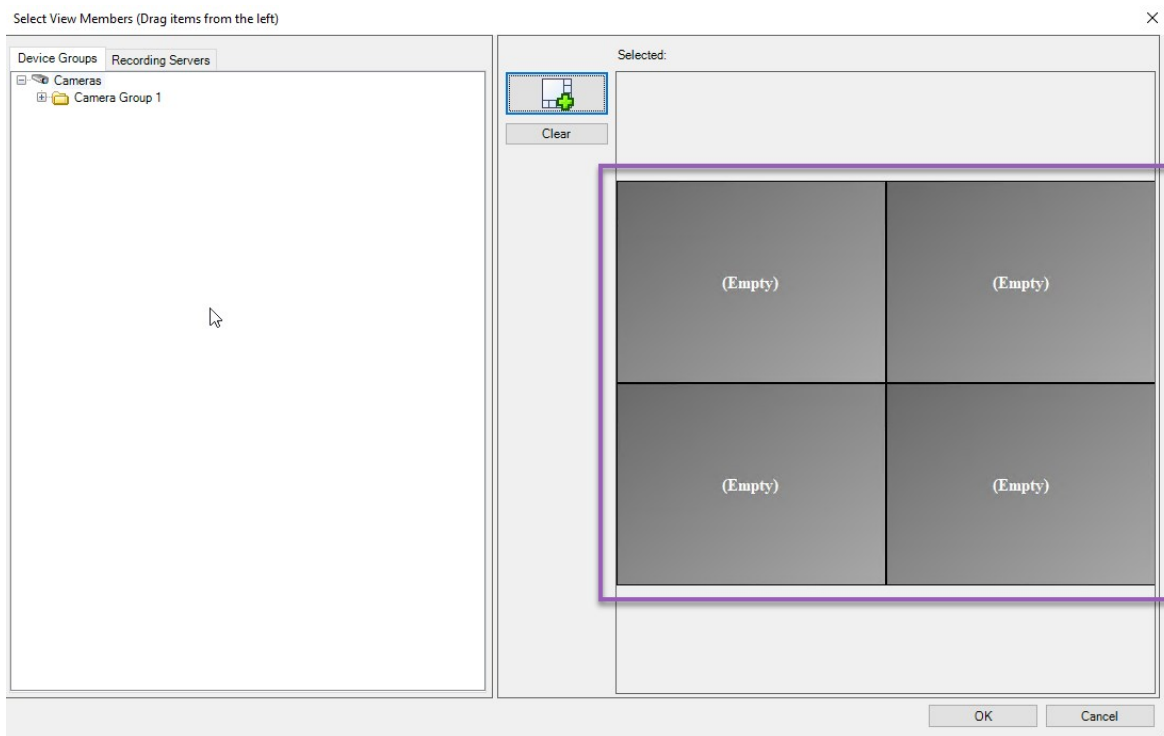 Select View Members (Drag items from the left)
Device Groups Recording Servers
Cameras
Camera Group 1
Clear
Selected:
(Empty) (Empty)
(Empty) (Empty)
OK Cancel